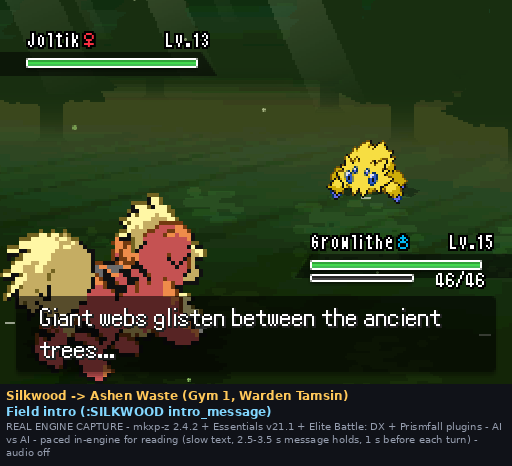 Joltik♀ Lv.13
Growlithe♂ Lv.15
46/46
Giant webs glisten between the ancient
trees...
Silkwood -> Ashen Waste (Gym 1, Warden Tamsin)
Field intro (:SILKWOOD intro_message)
REAL ENGINE CAPTURE - mkxp-z 2.4.2 + Essentials v21.1 + Elite Battle: DX + Prismfall plugins - AI
vs AI - paced in-engine for reading (slow text, 2.5-3.5 s message holds, 1 s before each turn) -
audio off